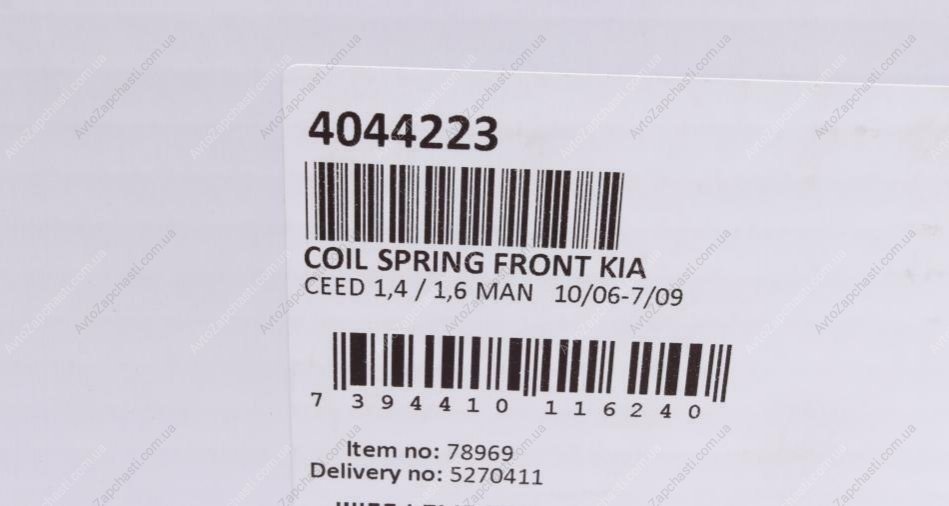 4044223
COIL SPRING FRONT KIA
CEED 1,4 / 1,6 MAN 10/06-7/09
7 394410 116240
Item no: 78969
Delivery no: 5270411
AvtoZapchasti.com.ua